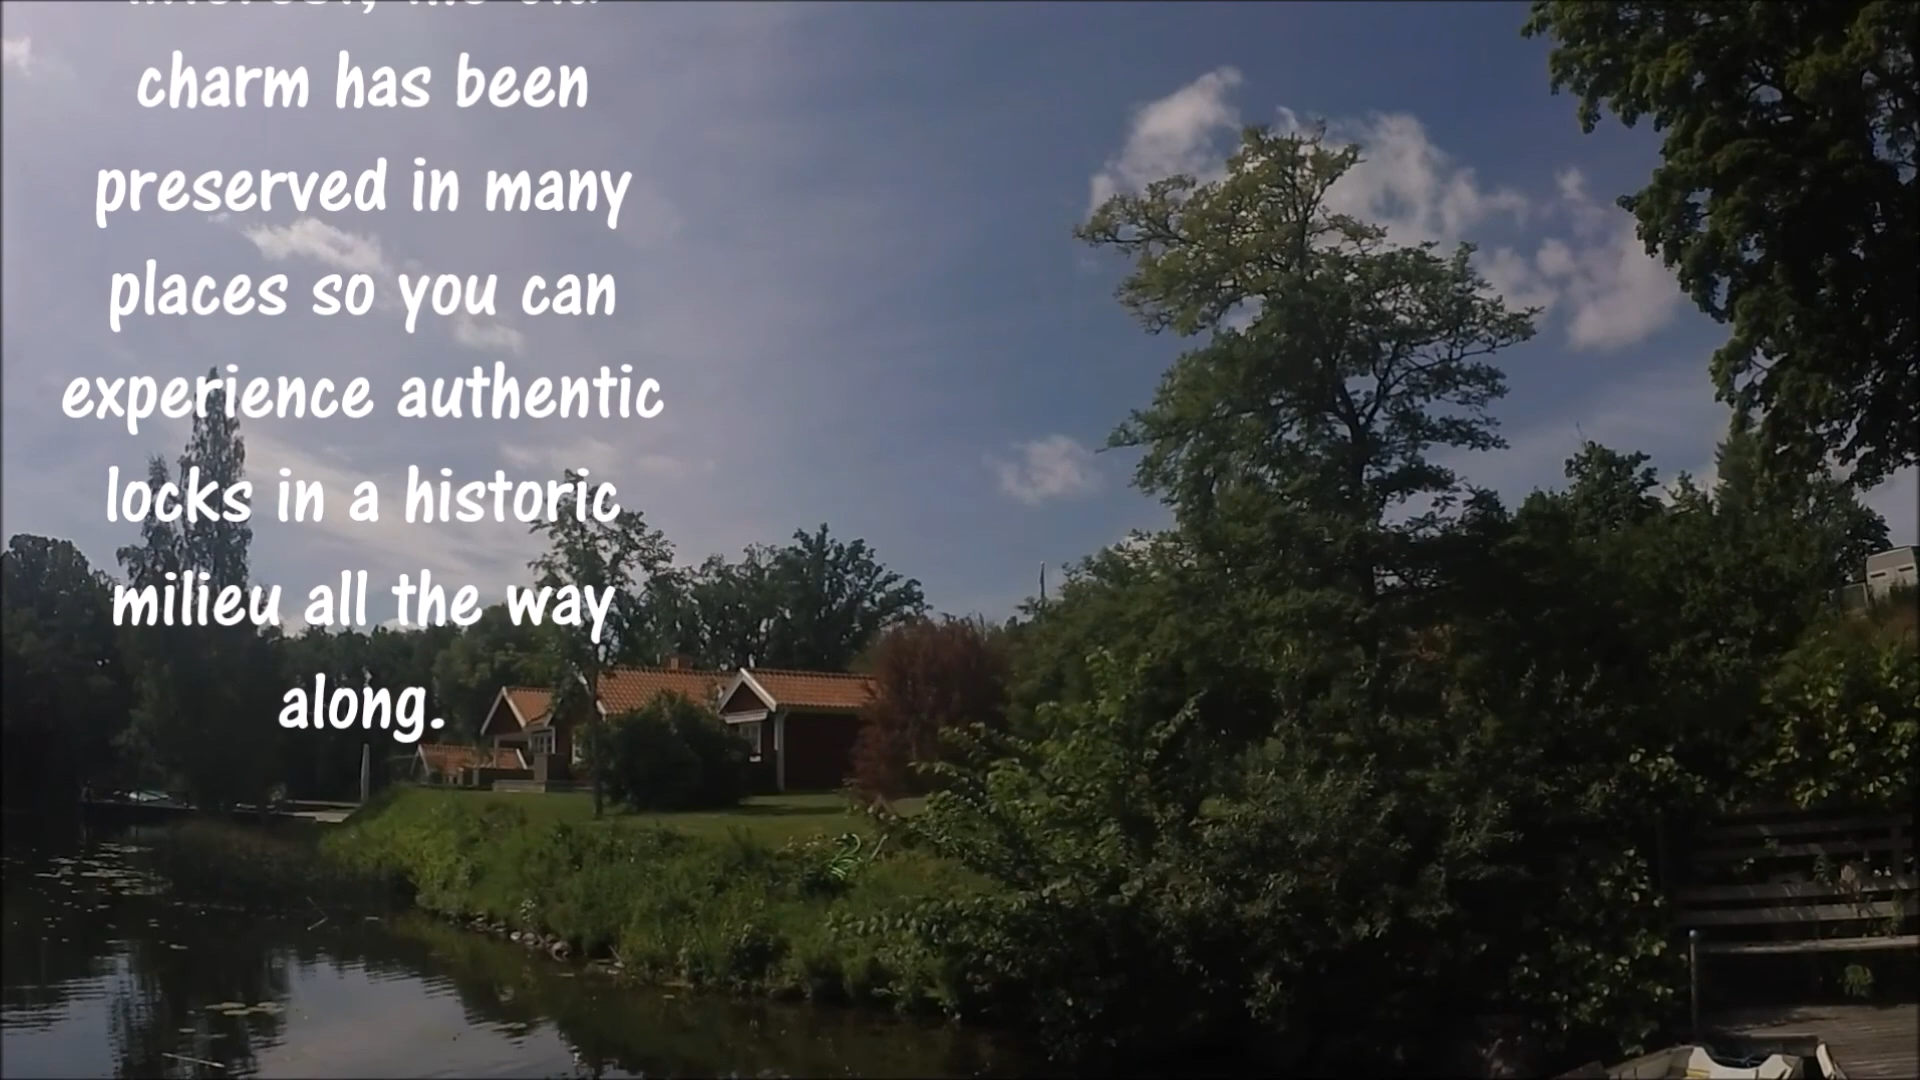 charm has been
preserved in many
places so you can
experience authentic
locks in a historic
milieu all the way
along.